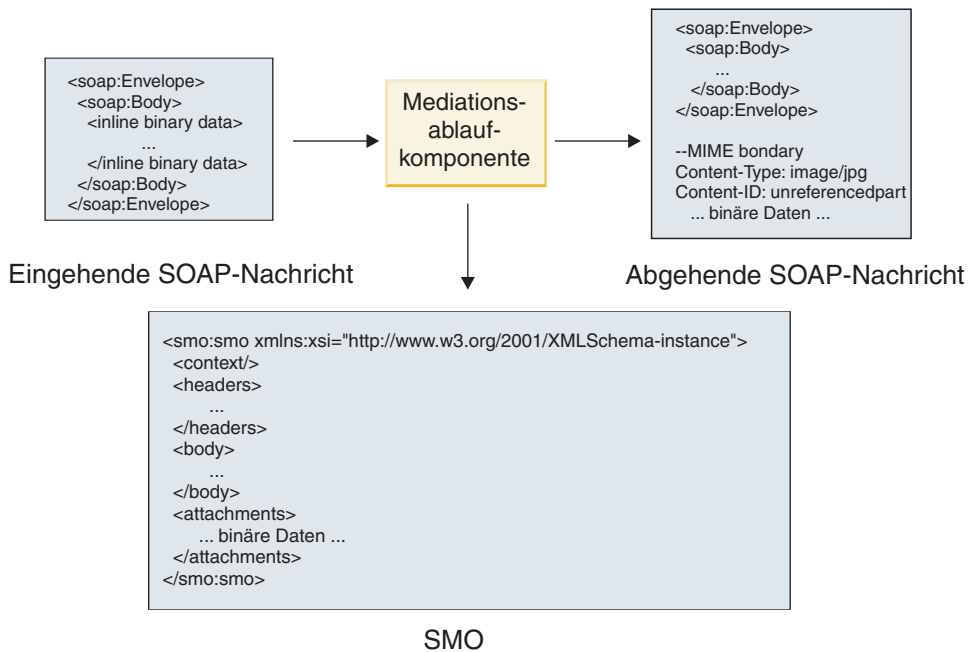 <soap:Envelope>
<soap:Body>
<inline binary data>
...
</inline binary data>
</soap:Body>
</soap:Envelope>
Eingehende SOAP-Nachricht
Mediations-
ablauf-
komponente
<soap:Envelope>
<soap:Body>
...
</soap:Body>
</soap:Envelope>
--MIME bondary
Content-Type: image/jpg
Content-ID: unreferencedpart
... binäre Daten ...
Abgehende SOAP-Nachricht
<smo:smo xmlns:xsi="http://www.w3.org/2001/XMLSchema-instance">
<context/>
<headers>
...
</headers>
<body>
...
</body>
<attachments>
... binäre Daten ...
</attachments>
</smo:smo>
SMO